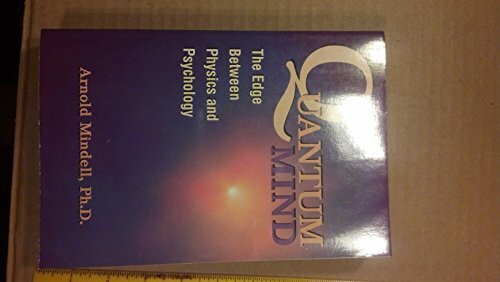 QUANTUM
MIND
The Edge
Between
Physics and
Psychology
Arnold Mindell, Ph.D.